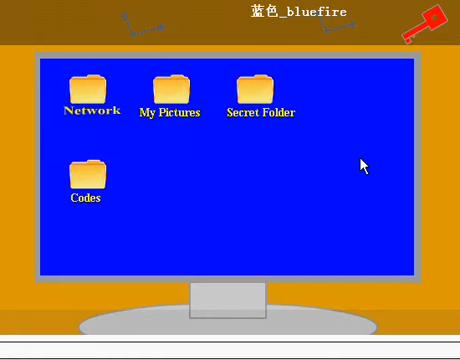 蓝色_bluefire
Network
My Pictures
Secret Folder
Codes